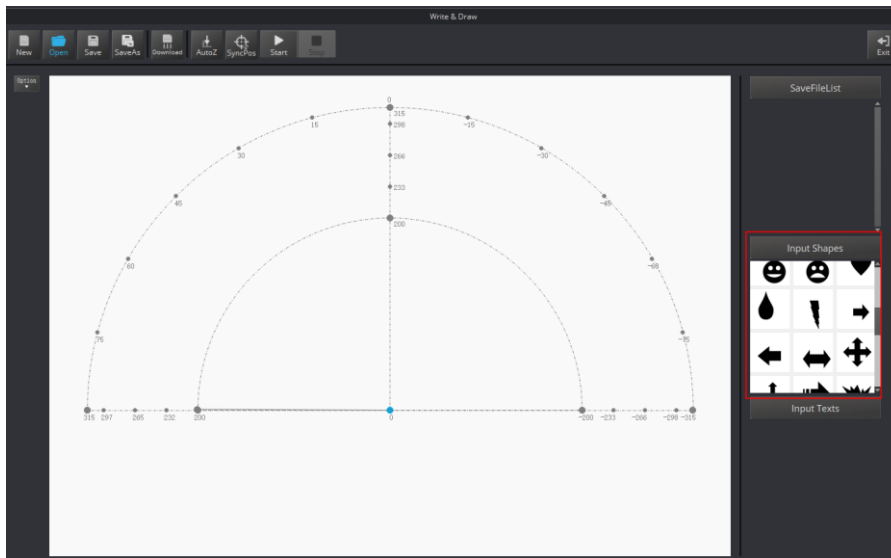 Write & Draw
New Open Save SaveAs Download AutoZ SyncPos Start Stop Exit
Option
SaveFileList
0
315
15 298 -15
30 266 -30
233
45 -45
200
Input Shapes
60 -65
75 -75
315 297 265 232 200 0 -200 -233 -266 -298 -315
Input Texts